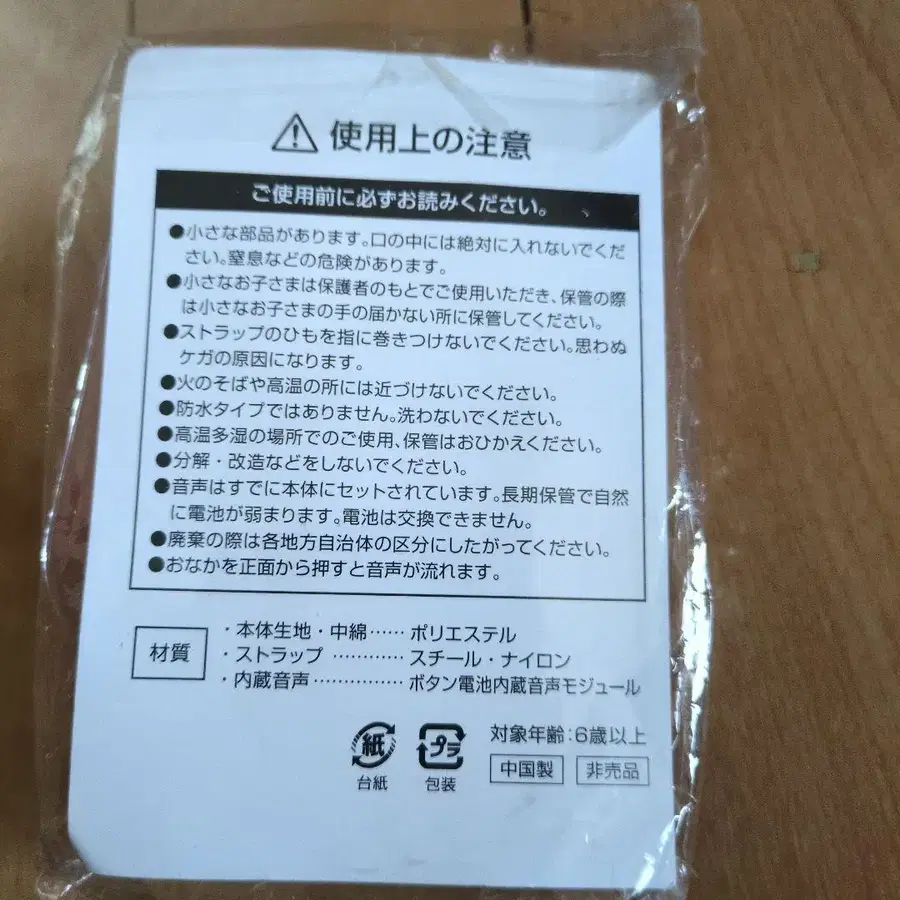 使用上の注意
ご使用前に必ずお読みください。
●小さな部品があります。口の中には絶対に入れないでくだ
さい。窒息などの危険があります。
●小さなお子さまは保護者のもとでご使用いただき、保管の際
は小さなお子さまの手の届かない所に保管してください。
●ストラップのひもを指に巻きつけないでください。思わぬ
ケガの原因になります。
●火のそばや高温の所には近づけないでください。
●防水タイプではありません。洗わないでください。
●高温多湿の場所でのご使用、保管はおひかえください。
●分解・改造などをしないでください。
●音声はすでに本体にセットされています。長期保管で自然
に電池が弱まります。電池は交換できません。
●廃棄の際は各地方自治体の区分にしたがってください。
●おなかを正面から押すと音声が流れます。
材質
・本体生地・中綿…… ポリエステル
・ストラップ ………… スチール・ナイロン
・内蔵音声…………… ボタン電池内蔵音声モジュール
紙
台紙
プラ
包装
対象年齢:6歳以上
中国製
非売品